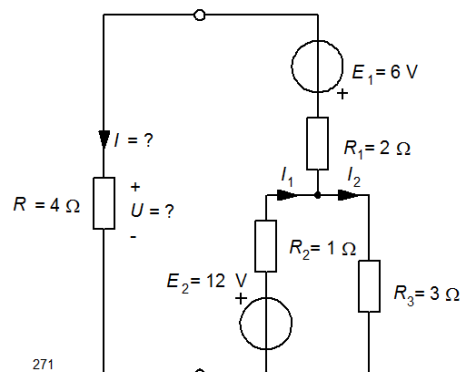 E1= 6 V
+
I = ?
R1= 2 Ω
I1
I2
+
R = 4 Ω
U = ?
-
R2= 1 Ω
E2= 12 V
+
R3= 3 Ω
271